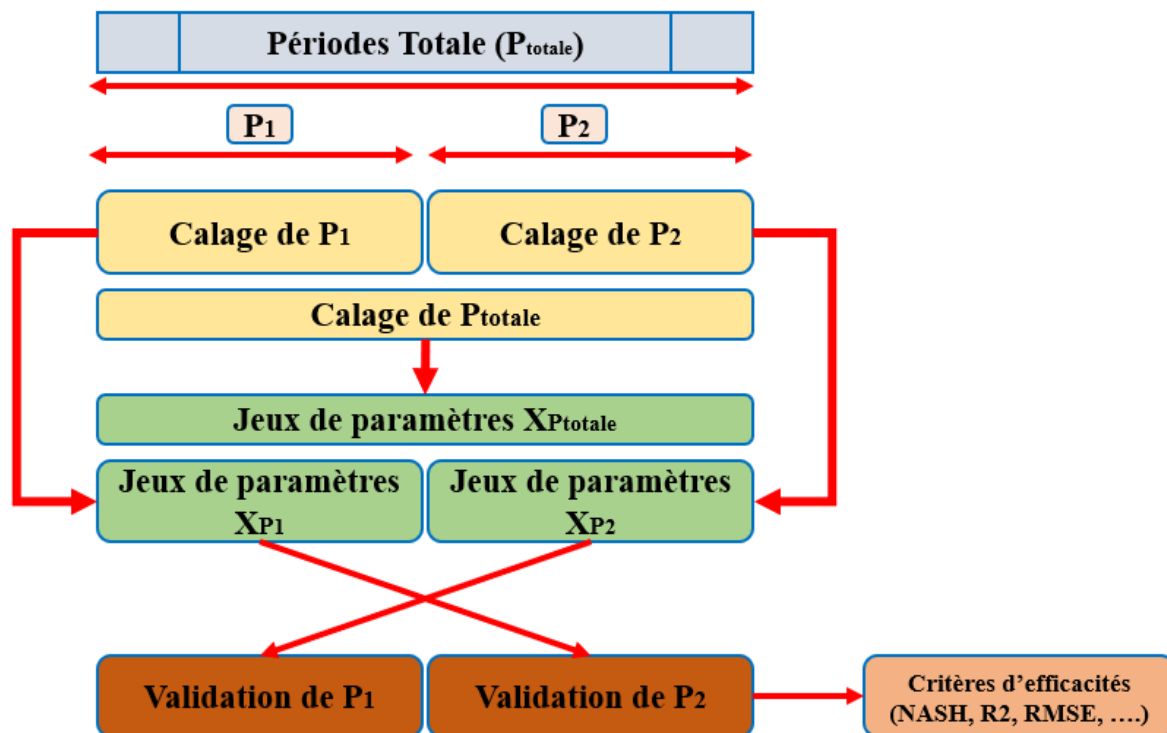 Périodes Totale (Ptotale)
P1
P2
Calage de P1
Calage de P2
Calage de Ptotale
Jeux de paramètres XPtotale
Jeux de paramètres
XP1
Jeux de paramètres
XP2
Validation de P1
Validation de P2
Critères d’efficacités
(NASH, R2, RMSE, ….)